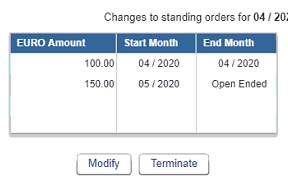 Changes to standing orders for 04 / 202
EURO Amount Start Month End Month
100.00 04 / 2020 04 / 2020
150.00 05 / 2020 Open Ended
Modify Terminate